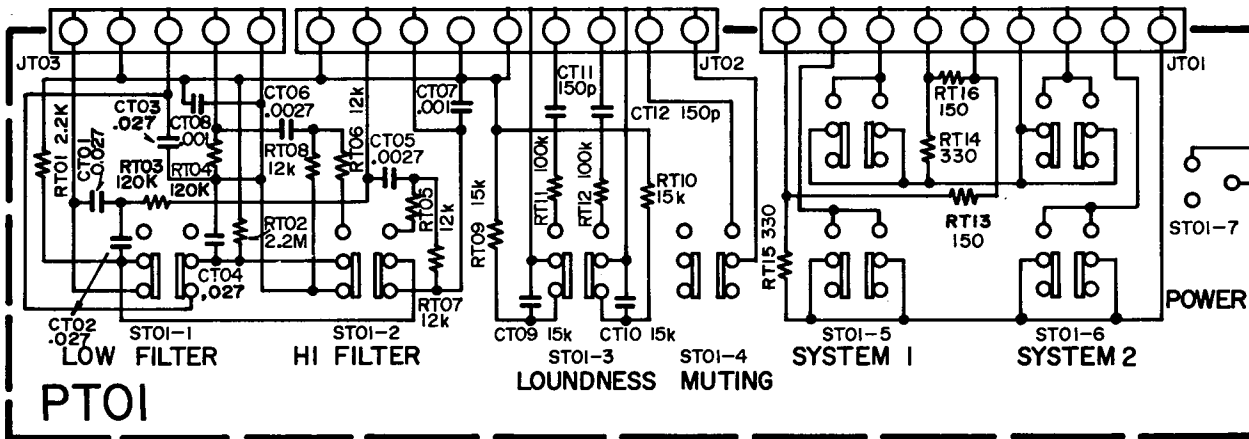 JT03
JT02
JT01
RT01 2.2K
CT01
0.027
CT03
.027
CT08
.001
RT03
120K
RT04
120K
CT06
.0027
RT08
12k
RT06 12k
CT07
.001
CT05
.0027
RT05 12k
RT07
12k
RT02
2.2M
CT04
,027
CT02
.027
RT09 15k
CT11
150p
CT12 150p
RT11 100k
RT12 100k
RT10
15k
CT09 15k
CT10 15k
RT16
150
RT14
330
RT13
150
RT15 330
ST01-7
POWER
ST01-1
LOW FILTER
ST01-2
HI FILTER
ST01-3
LOUNDNESS
ST01-4
MUTING
ST01-5
SYSTEM 1
ST01-6
SYSTEM 2
PT01